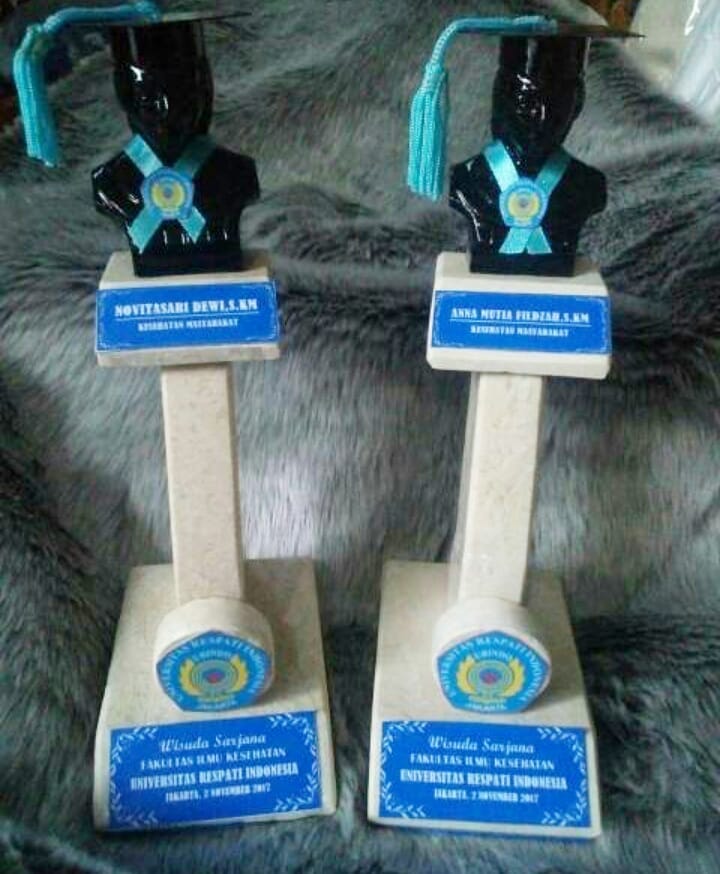 NOVITASARI DEWI,S.KM
KESEHATAN MASYARAKAT
UNIVERSITAS RESPATI INDONESIA
URINDO
JAKARTA
Wisuda Sarjana
FAKULTAS ILMU KESEHATAN
UNIVERSITAS RESPATI INDONESIA
JAKARTA, 2 NOVEMBER 2017
ANNA MUTIA FILDZAH,S.KM
KESEHATAN MASYARAKAT
UNIVERSITAS RESPATI INDONESIA
URINDO
JAKARTA
Wisuda Sarjana
FAKULTAS ILMU KESEHATAN
UNIVERSITAS RESPATI INDONESIA
JAKARTA, 2 NOVEMBER 2017